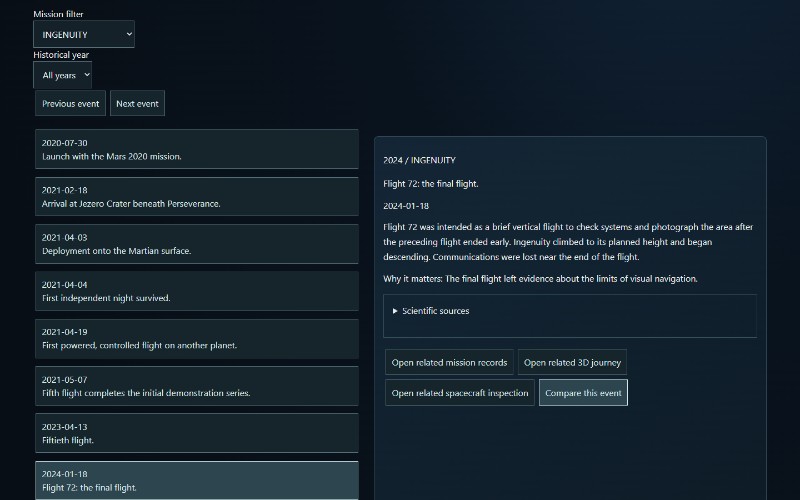 Mission filter
INGENUITY
Historical year
All years
Previous event Next event
2020-07-30
Launch with the Mars 2020 mission.
2021-02-18
Arrival at Jezero Crater beneath Perseverance.
2021-04-03
Deployment onto the Martian surface.
2021-04-04
First independent night survived.
2021-04-19
First powered, controlled flight on another planet.
2021-05-07
Fifth flight completes the initial demonstration series.
2023-04-13
Fiftieth flight.
2024-01-18
Flight 72: the final flight.
2024 / INGENUITY
Flight 72: the final flight.
2024-01-18
Flight 72 was intended as a brief vertical flight to check systems and photograph the area after
the preceding flight ended early. Ingenuity climbed to its planned height and began
descending. Communications were lost near the end of the flight.
Why it matters: The final flight left evidence about the limits of visual navigation.
Scientific sources
Open related mission records Open related 3D journey
Open related spacecraft inspection Compare this event